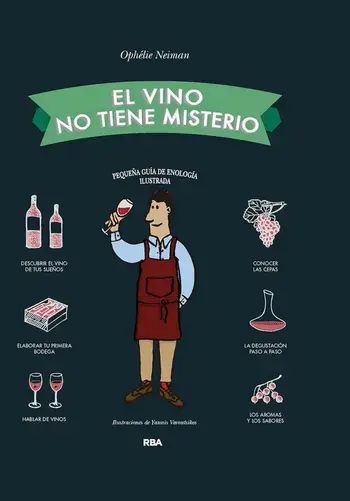 Ophélie Neiman
EL VINO
NO TIENE MISTERIO
PEQUEÑA GUÍA DE ENOLOGÍA
ILUSTRADA
DESCUBRIR EL VINO
DE TUS SUEÑOS
CONOCER
LAS CEPAS
ELABORAR TU PRIMERA
BODEGA
LA DEGUSTACIÓN
PASO A PASO
HABLAR DE VINOS
LOS AROMAS
Y LOS SABORES
Ilustraciones de Yannis Varoutsikos
RBA